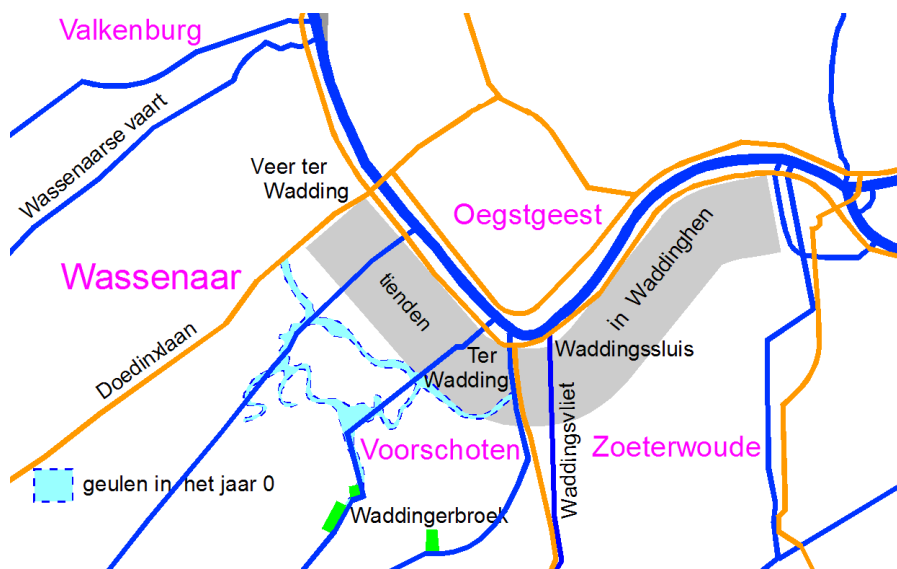 Valkenburg
Wassenaarse vaart
Veer ter
Wadding
Oegstgeest
Wassenaar
tienden
in Waddinghen
Doedinxlaan
Ter
Wadding
Waddingssluis
Waddingsvliet
Voorschoten
Zoeterwoude
geulen in het jaar 0
Waddingerbroek